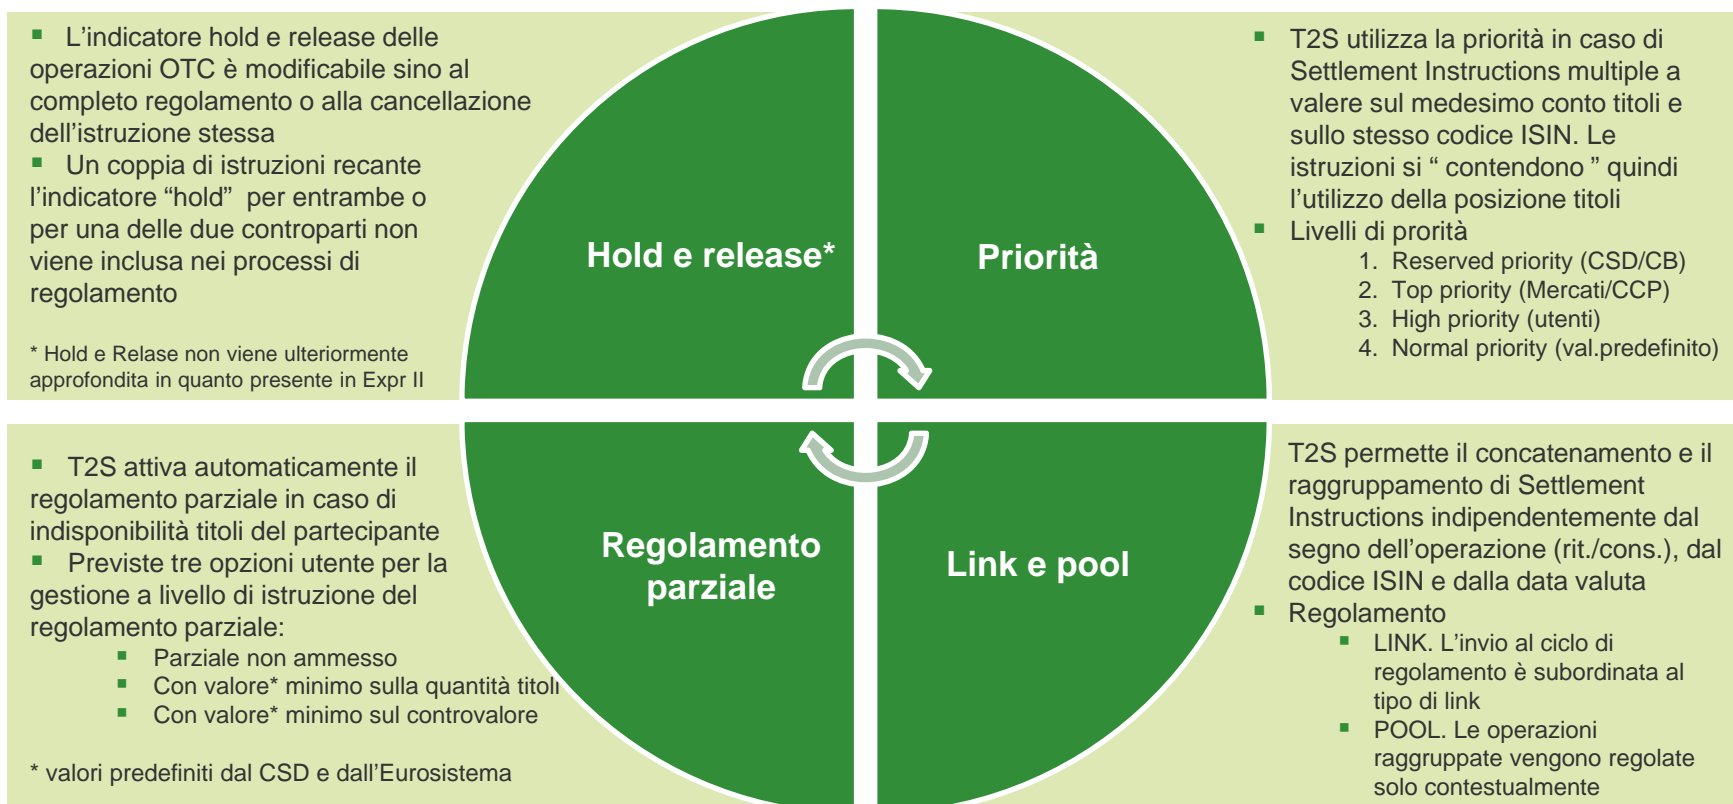 ▪ L'indicatore hold e release delle
operazioni OTC è modificabile sino al
completo regolamento o alla cancellazione
dell'istruzione stessa
▪ Un coppia di istruzioni recante
l'indicatore “hold” per entrambe o
per una delle due controparti non
viene inclusa nei processi di
regolamento
* Hold e Relase non viene ulteriormente
approfondita in quanto presente in Expr II
Hold e release*
Priorità
▪ T2S utilizza la priorità in caso di
Settlement Instructions multiple a
valere sul medesimo conto titoli e
sullo stesso codice ISIN. Le
istruzioni si “ contendono ” quindi
l'utilizzo della posizione titoli
▪ Livelli di prorità
1. Reserved priority (CSD/CB)
2. Top priority (Mercati/CCP)
3. High priority (utenti)
4. Normal priority (val.predefinito)
▪ T2S attiva automaticamente il
regolamento parziale in caso di
indisponibilità titoli del partecipante
▪ Previste tre opzioni utente per la
gestione a livello di istruzione del
regolamento parziale:
▪ Parziale non ammesso
▪ Con valore* minimo sulla quantità titoli
▪ Con valore* minimo sul controvalore
* valori predefiniti dal CSD e dall'Eurosistema
Regolamento
parziale
Link e pool
T2S permette il concatenamento e il
raggruppamento di Settlement
Instructions indipendentemente dal
segno dell'operazione (rit./cons.), dal
codice ISIN e dalla data valuta
▪ Regolamento
▪ LINK. L'invio al ciclo di
regolamento è subordinata al
tipo di link
▪ POOL. Le operazioni
raggruppate vengono regolate
solo contestualmente